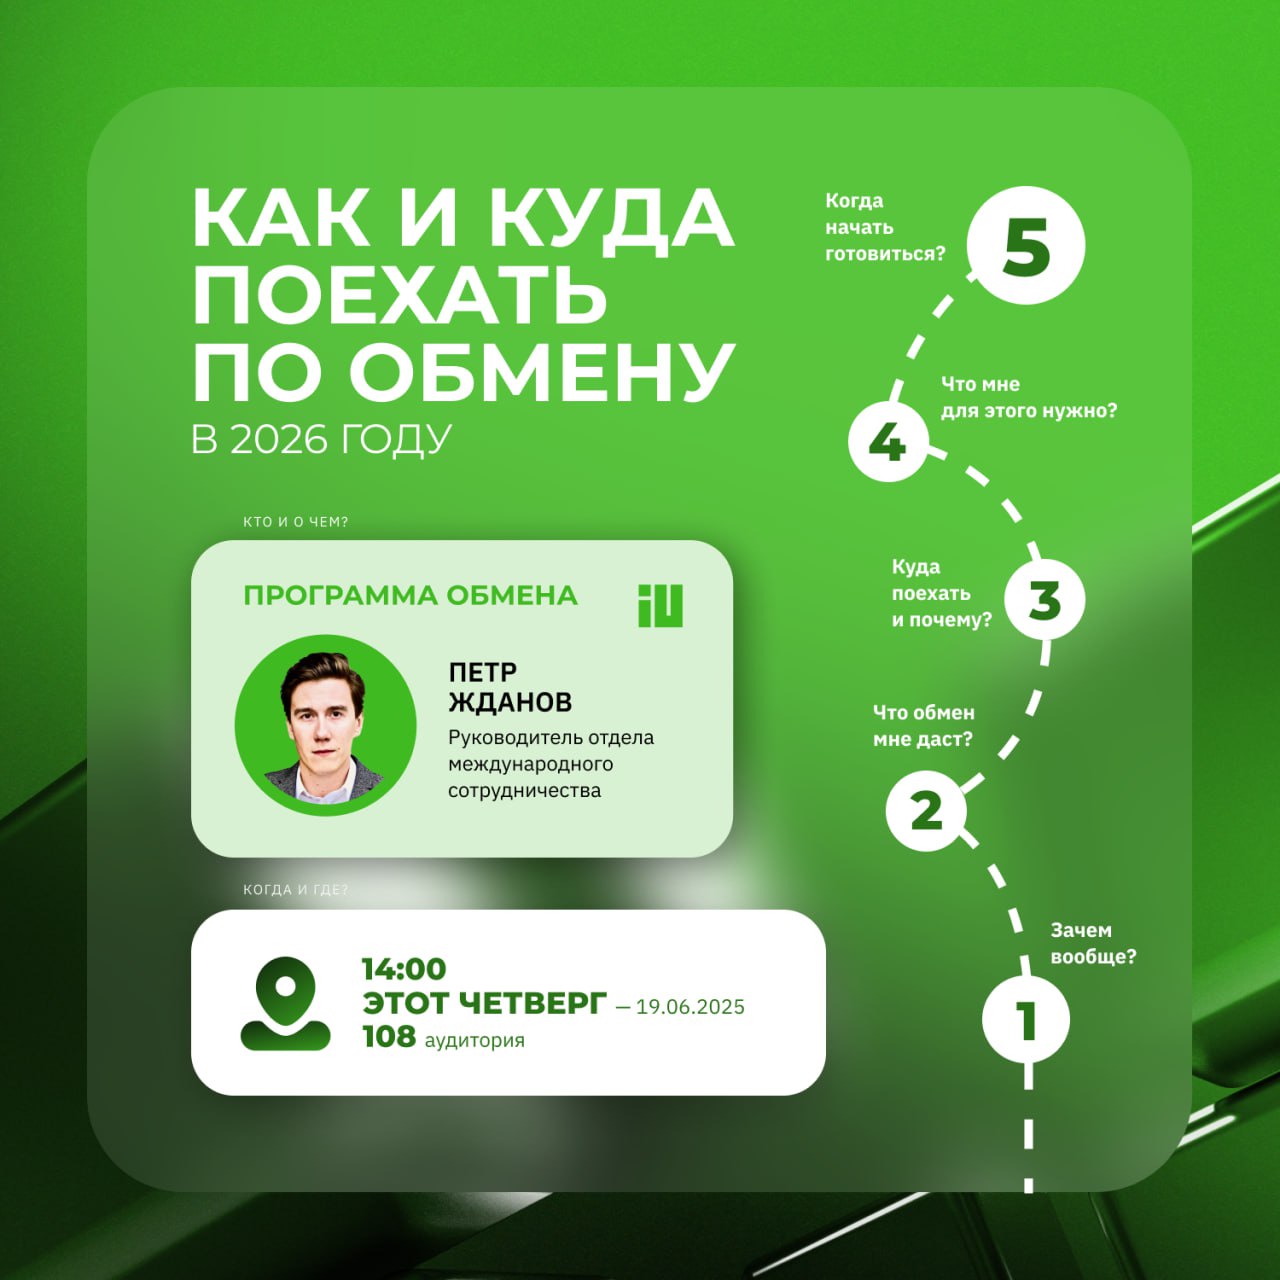 КАК И КУДА
ПОЕХАТЬ
ПО ОБМЕНУ
В 2026 ГОДУ
КТО И О ЧЕМ?
ПРОГРАММА ОБМЕНА
ПЕТР
ЖДАНОВ
Руководитель отдела
международного
сотрудничества
КОГДА И ГДЕ?
14:00
ЭТОТ ЧЕТВЕРГ — 19.06.2025
108 аудитория
Когда
начать
готовиться?
5
Что мне
для этого нужно?
4
Куда
поехать
и почему?
3
Что обмен
мне даст?
2
Зачем
вообще?
1